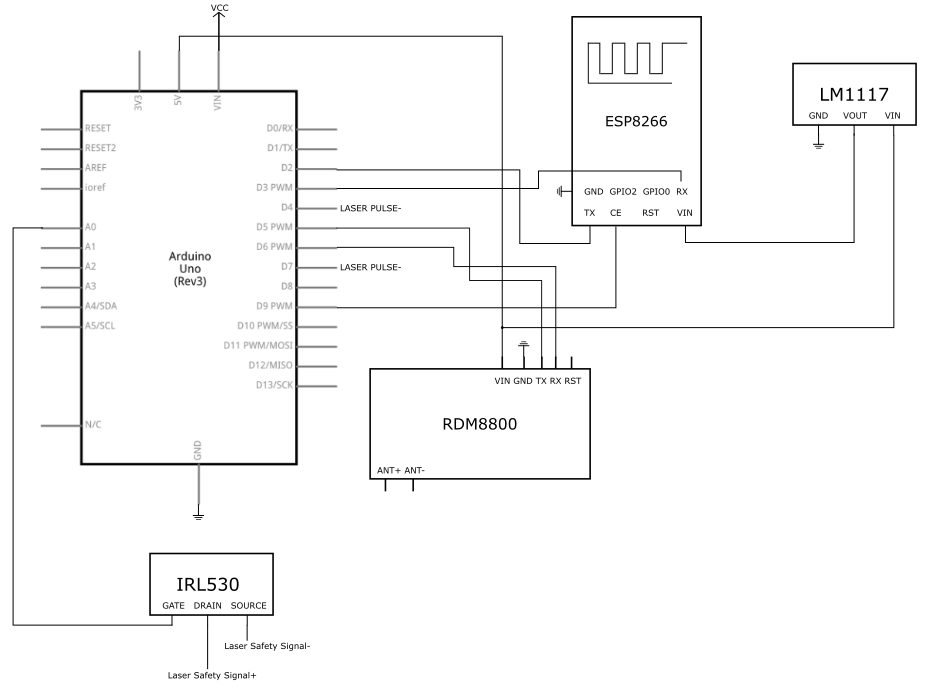 VCC
3V3
5V
VIN
RESET
RESET2
AREF
ioref
A0
A1
A2
A3
A4/SDA
A5/SCL
N/C
Arduino
Uno
(Rev3)
D0/RX
D1/TX
D2
D3 PWM
D4
D5 PWM
D6 PWM
D7
D8
D9 PWM
D10 PWM/SS
D11 PWM/MOSI
D12/MISO
D13/SCK
GND
LASER PULSE-
LASER PULSE-
ESP8266
GND GPIO2 GPIO0 RX
TX CE RST VIN
LM1117
GND VOUT VIN
VIN GND TX RX RST
RDM8800
ANT+ ANT-
IRL530
GATE DRAIN SOURCE
Laser Safety Signal-
Laser Safety Signal+